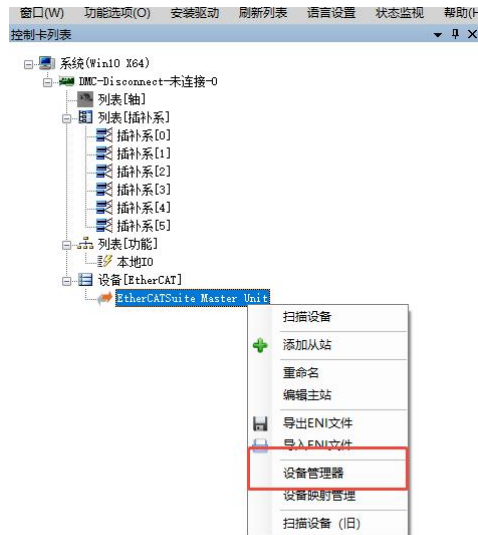 窗口(W) 功能选项(O) 安装驱动 刷新列表 语言设置 状态监视 帮助(H
控制卡列表
系统(Win10 X64)
DMC-Disconnect-未连接-0
列表[轴]
列表[插补系]
插补系[0]
插补系[1]
插补系[2]
插补系[3]
插补系[4]
插补系[5]
列表[功能]
本地IO
设备[EtherCAT]
EtherCATSuite Master Unit
扫描设备
添加从站
重命名
编辑主站
导出ENI文件
导入ENI文件
设备管理器
设备映射管理
扫描设备（旧）